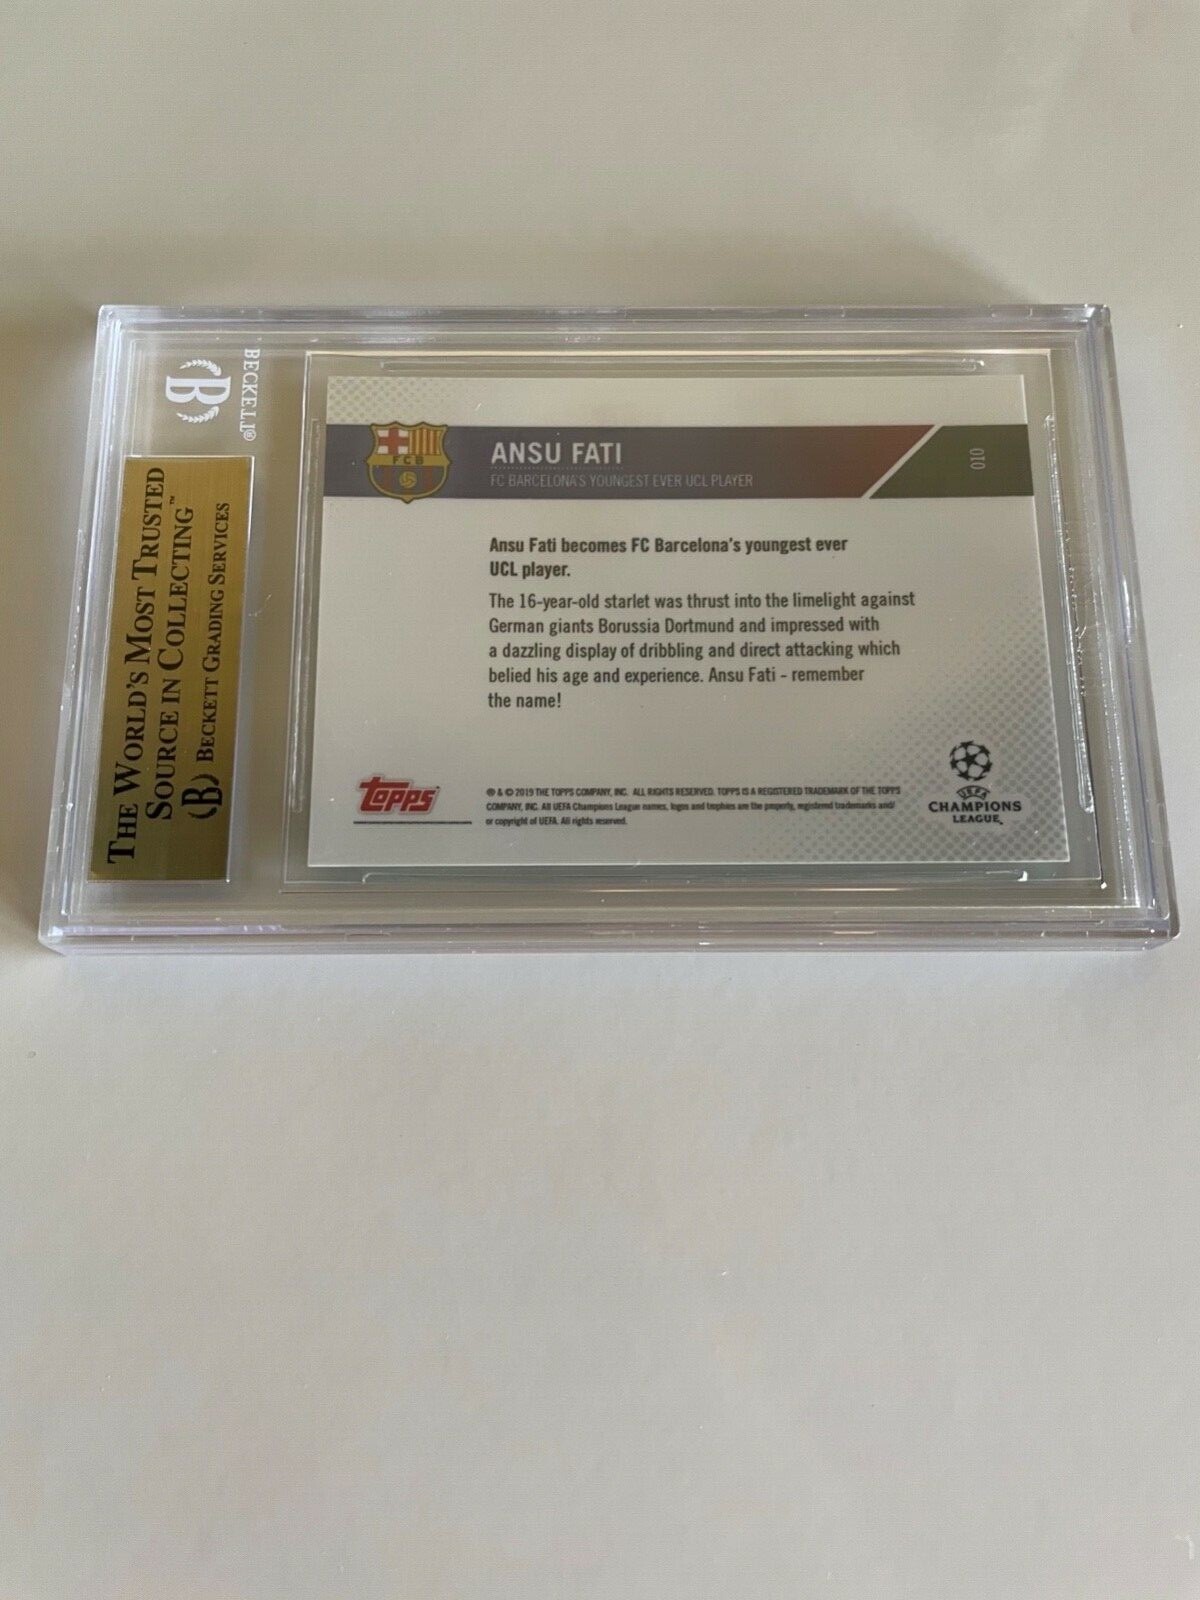 BECKETT®
B
THE WORLD'S MOST TRUSTED
SOURCE IN COLLECTING™
B BECKETT GRADING SERVICES
FCB
ANSU FATI
FC BARCELONA'S YOUNGEST EVER UCL PLAYER
010
Ansu Fati becomes FC Barcelona's youngest ever
UCL player.
The 16-year-old starlet was thrust into the limelight against
German giants Borussia Dortmund and impressed with
a dazzling display of dribbling and direct attacking which
belied his age and experience. Ansu Fati - remember
the name!
Topps
® & © 2019 THE TOPPS COMPANY, INC. ALL RIGHTS RESERVED. TOPPS IS A REGISTERED TRADEMARK OF THE TOPPS
COMPANY, INC. All UEFA Champions League names, logos and trophies are the property, registered trademarks and/
or copyright of UEFA. All rights reserved.
UEFA
CHAMPIONS
LEAGUE™